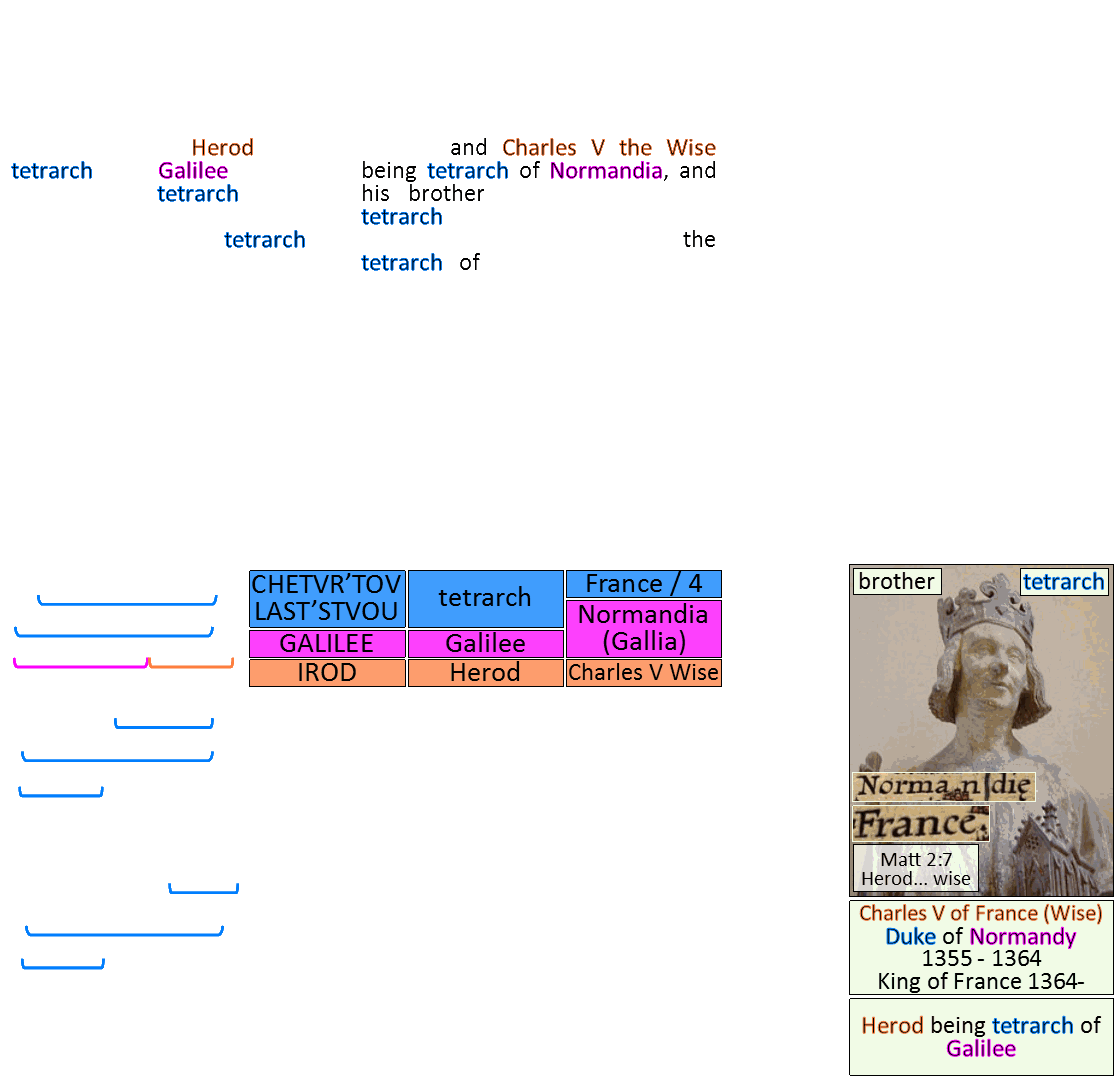 Herod and Charles V the Wise
tetrarch Galilee being tetrarch of Normandia, and
tetrarch his brother
tetrarch
tetrarch the
tetrarch of
CHETVR’TOV
LAST’STVOU
tetrarch
France / 4
Normandia
(Gallia)
GALILEE
Galilee
IROD
Herod
Charles V Wise
brother
tetrarch
Norma n ſdię
France.
Matt 2:7
Herod... wise
Charles V of France (Wise)
Duke of Normandy
1355 - 1364
King of France 1364-
Herod being tetrarch of
Galilee